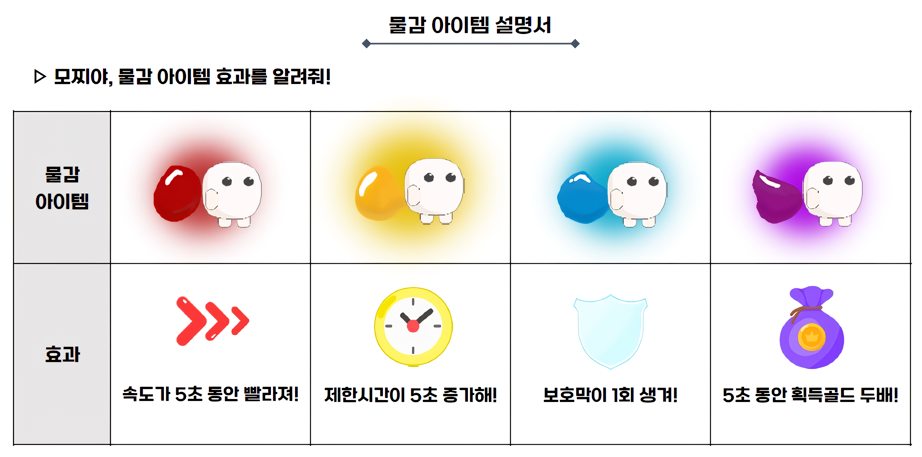 물감 아이템 설명서
▷ 모찌야, 물감 아이템 효과를 알려줘!
물감
아이템
효과
속도가 5초 동안 빨라져!
제한시간이 5초 증가해!
보호막이 1회 생겨!
5초 동안 획득골드 두배!